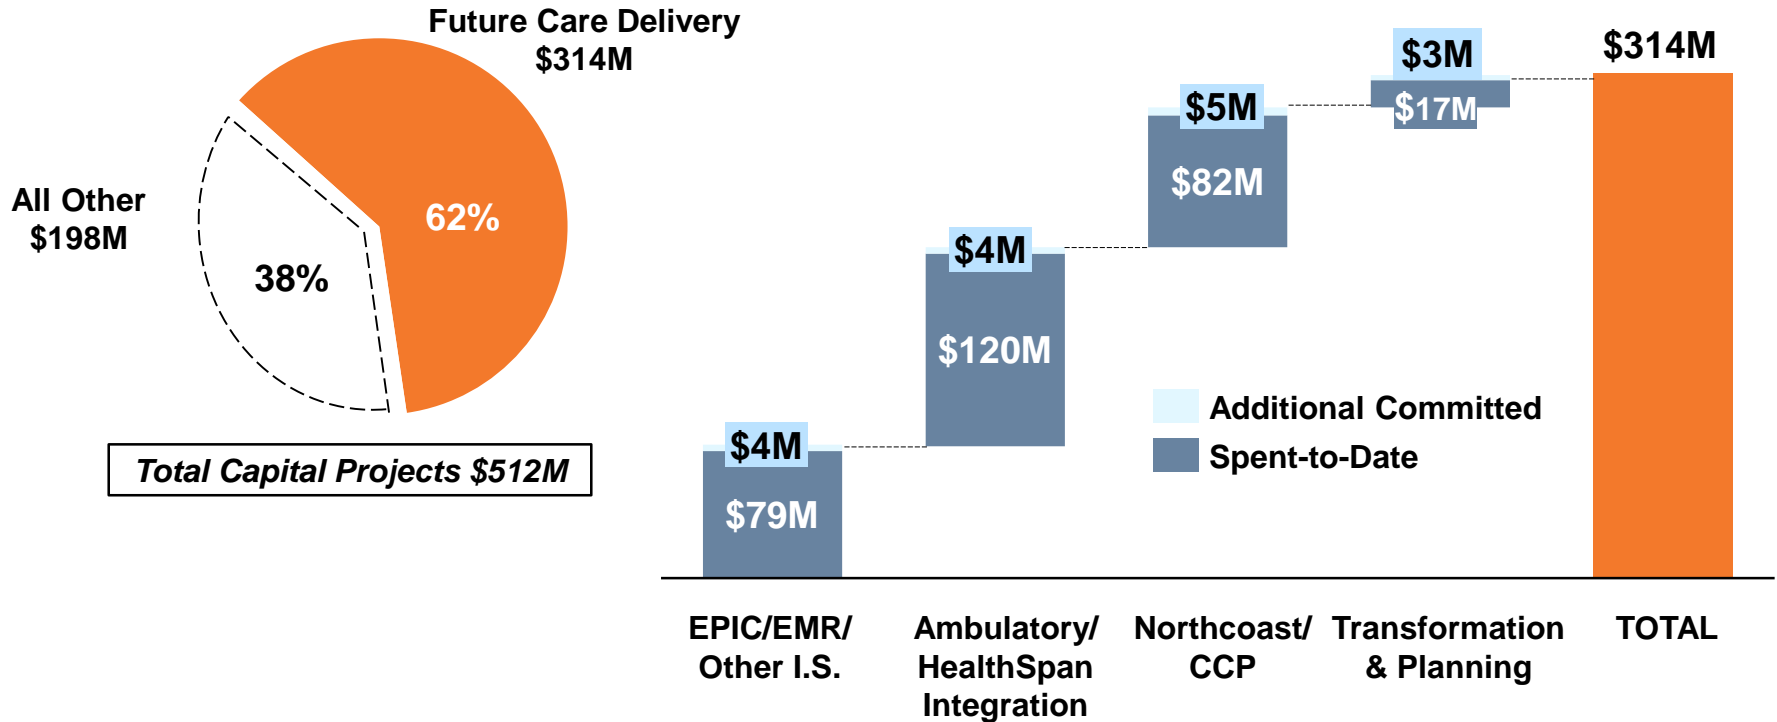 Future Care Delivery
$314M
All Other
$198M
62%
38%
Total Capital Projects $512M
$4M
$79M
$4M
$120M
$5M
$82M
$3M
$17M
$314M
Additional Committed
Spent-to-Date
EPIC/EMR/
Other I.S.
Ambulatory/
HealthSpan
Integration
Northcoast/
CCP
Transformation
& Planning
TOTAL